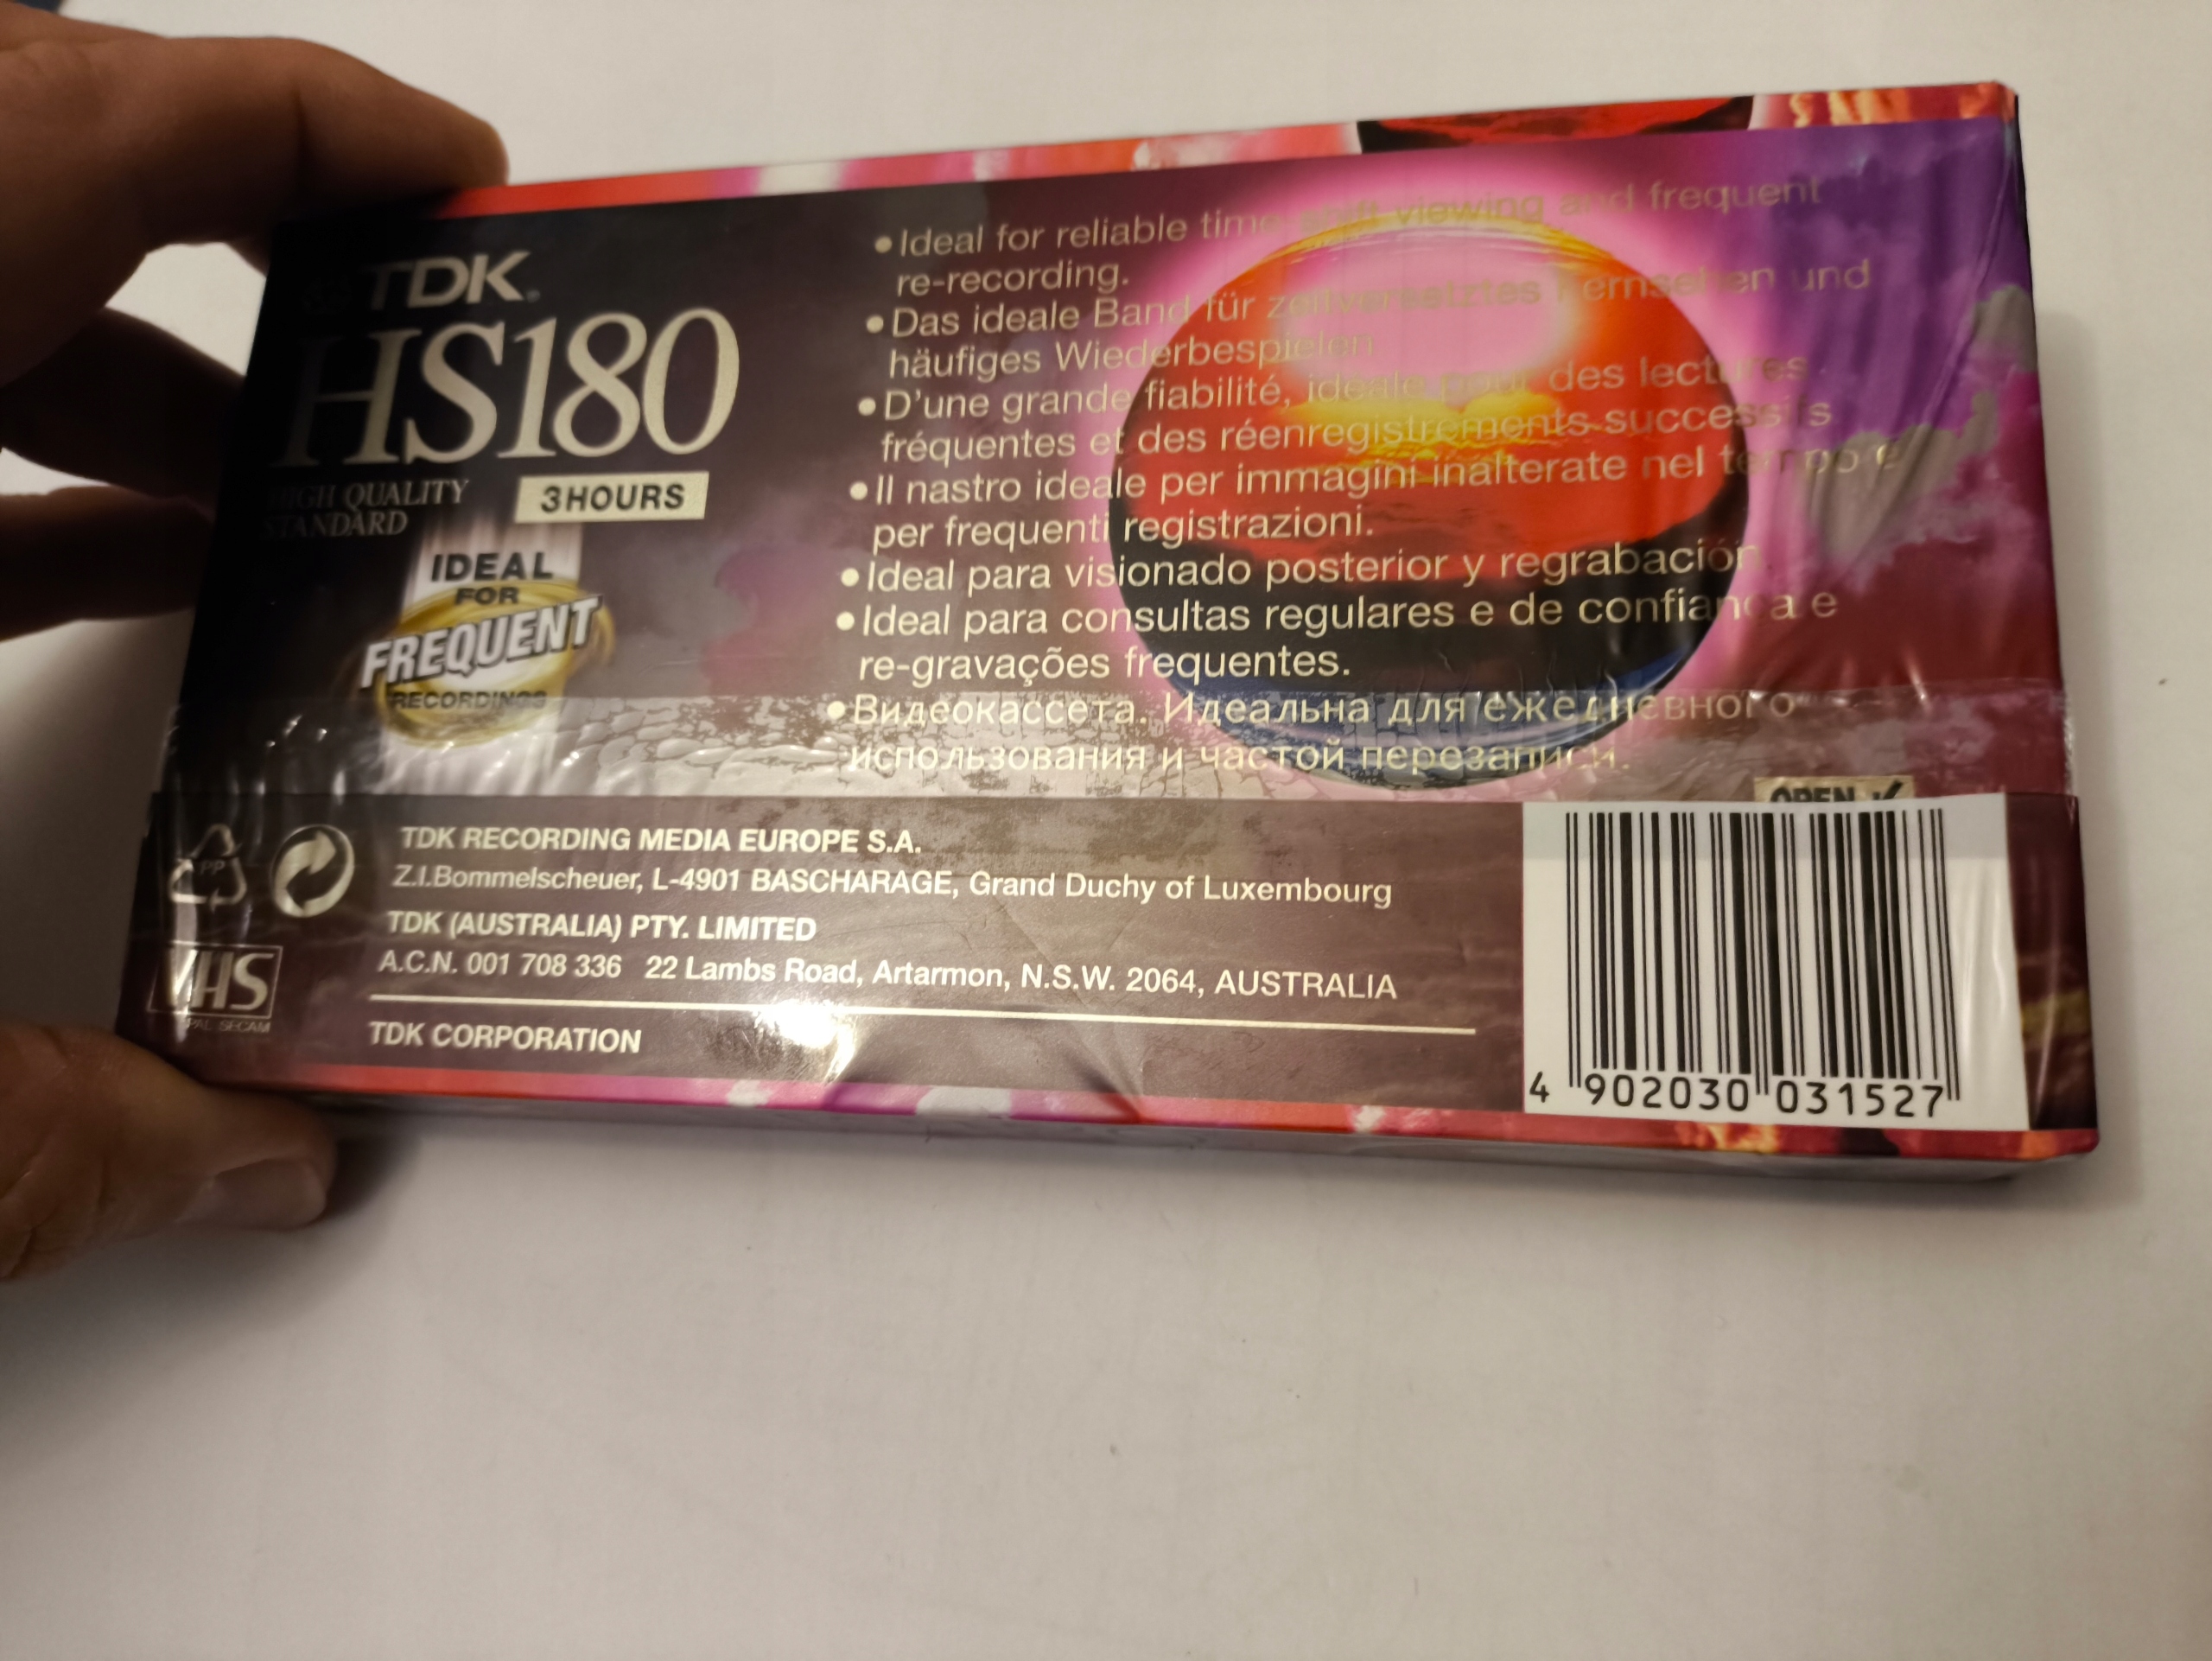 TDK
HS180
HIGH QUALITY
STANDARD
3HOURS
IDEAL
FOR
FREQUENT
RECORDINGS
•Ideal for reliable time shift viewing and frequent
re-recording.
•Das ideale Band für zeitversetztes Fernsehen und
häufiges Wiederbespielen
•D'une grande fiabilité, idéale pour des lectures
fréquentes et des réenregistrements successifs
•Il nastro ideale per immagini inalterate nel tempo e
per frequenti registrazioni.
•Ideal para visionado posterior y regrabación
•Ideal para consultas regulares e de confiança e
re-gravações frequentes.
•Видеокассета. Идеальна для ежедневного
использования и частой перезаписи.
OPEN
PP
VHS
PAL SECAM
TDK RECORDING MEDIA EUROPE S.A.
Z.I.Bommelscheuer, L-4901 BASCHARAGE, Grand Duchy of Luxembourg
TDK (AUSTRALIA) PTY. LIMITED
A.C.N. 001 708 336 22 Lambs Road, Artarmon, N.S.W. 2064, AUSTRALIA
TDK CORPORATION
4 902030 031527